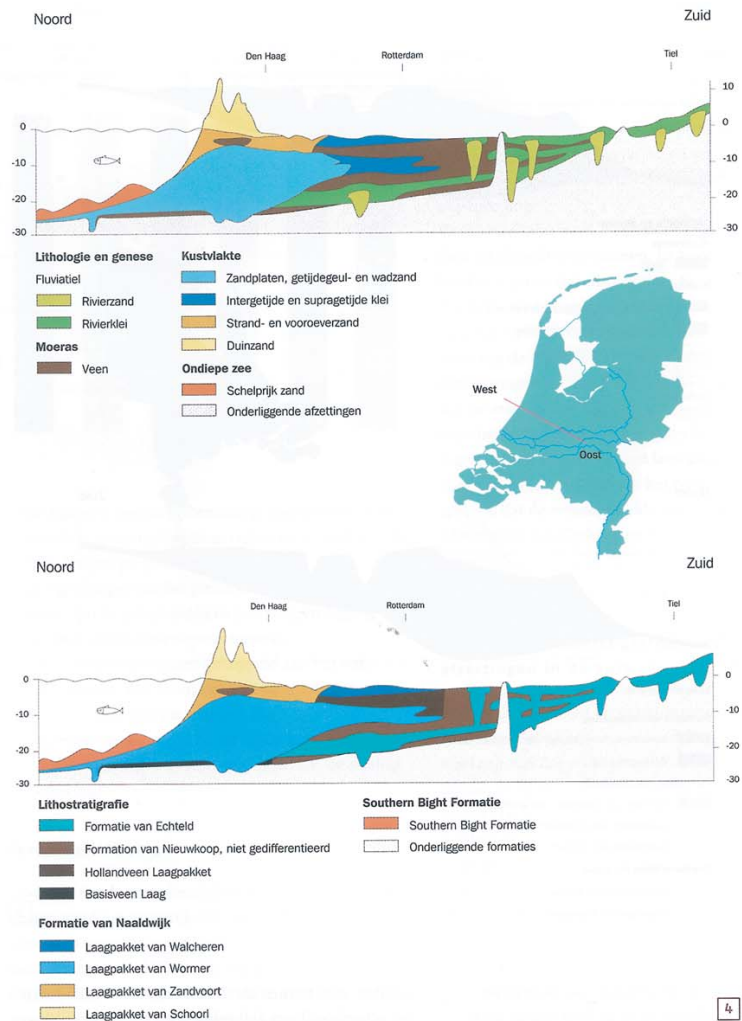 Noord
Zuid
Den Haag
Rotterdam
Tiel
0
-10
-20
-30
10
0
-10
-20
-30
Lithologie en genese
Fluviatiel
Rivierzand
Rivierklei
Moeras
Veen
Kustvlakte
Zandplaten, getijdegeul- en wadzand
Intergetijde en supragetijde klei
Strand- en vooroeverzand
Duinzand
Ondiepe zee
Schelprijk zand
Onderliggende afzettingen
West
Oost
Noord
Zuid
Den Haag
Rotterdam
Tiel
0
-10
-20
-30
0
-10
-20
-30
Lithostratigrafie
Formatie van Echteld
Formation van Nieuwkoop, niet gedifferentieerd
Hollandveen Laagpakket
Basisveen Laag
Formatie van Naaldwijk
Laagpakket van Walcheren
Laagpakket van Wormer
Laagpakket van Zandvoort
Laagpakket van Schoorl
Southern Bight Formatie
Southern Bight Formatie
Onderliggende formaties
4